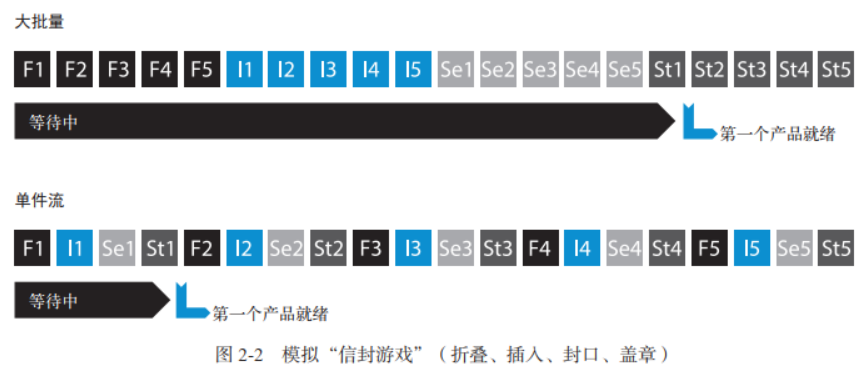 大批量
F1 F2 F3 F4 F5 I1 I2 I3 I4 I5 Se1 Se2 Se3 Se4 Se5 St1 St2 St3 St4 St5
等待中
第一个产品就绪
单件流
F1 I1 Se1 St1 F2 I2 Se2 St2 F3 I3 Se3 St3 F4 I4 Se4 St4 F5 I5 Se5 St5
等待中
第一个产品就绪
图 2-2 模拟“信封游戏”（折叠、插入、封口、盖章）